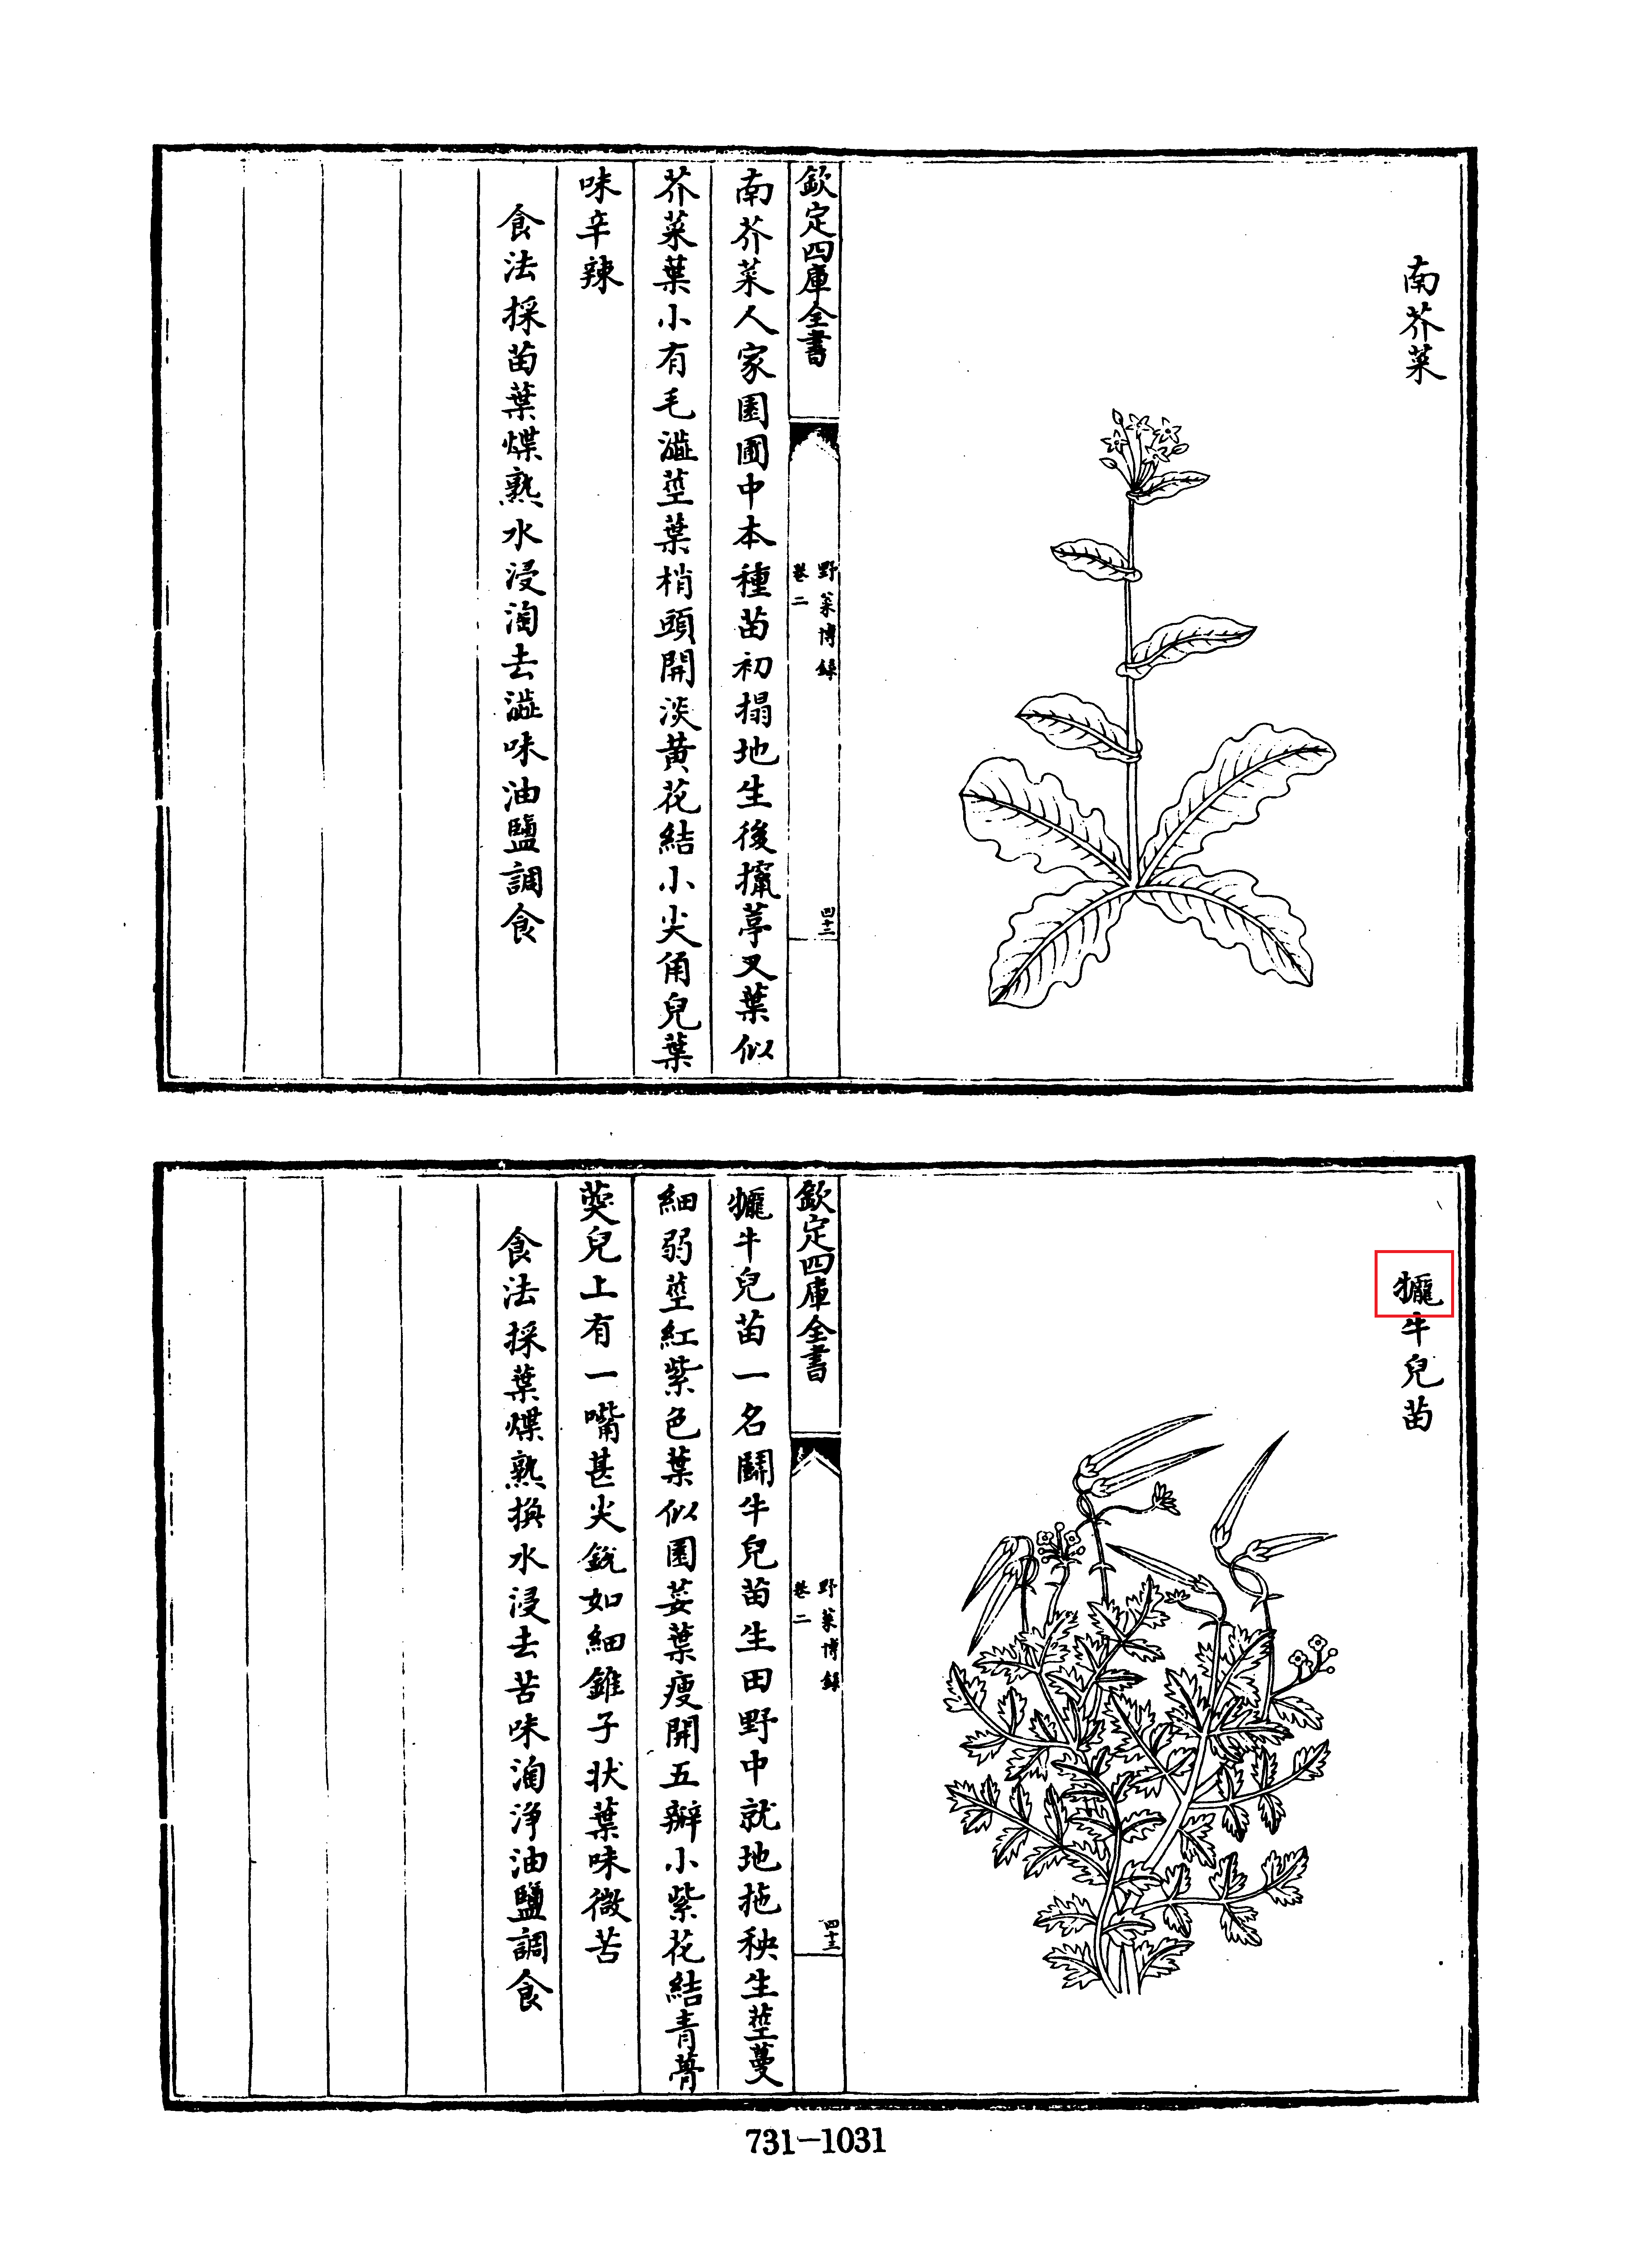 南芥菜
欽定四庫全書
野菜博錄
卷二
四十二
南芥菜人家園圃中本種苗初搨地生後攛葶叉葉似
芥菜葉小有毛澁莖葉梢頭開淡黃花結小尖角兒葉
味辛辣
食法採苗葉煠熟水浸淘去澁味油鹽調食
牛兒苗
欽定四庫全書
野菜博錄
卷二
四十三
牛兒苗一名鬭牛兒苗生田野中就地拖秧生莖蔓
細弱莖紅紫色葉似園荽葉瘦開五瓣小紫花結青蓇
葖兒上有一嘴甚尖銳如細錐子狀葉味微苦
食法採葉煠熟換水浸去苦味淘淨油鹽調食
731-1031